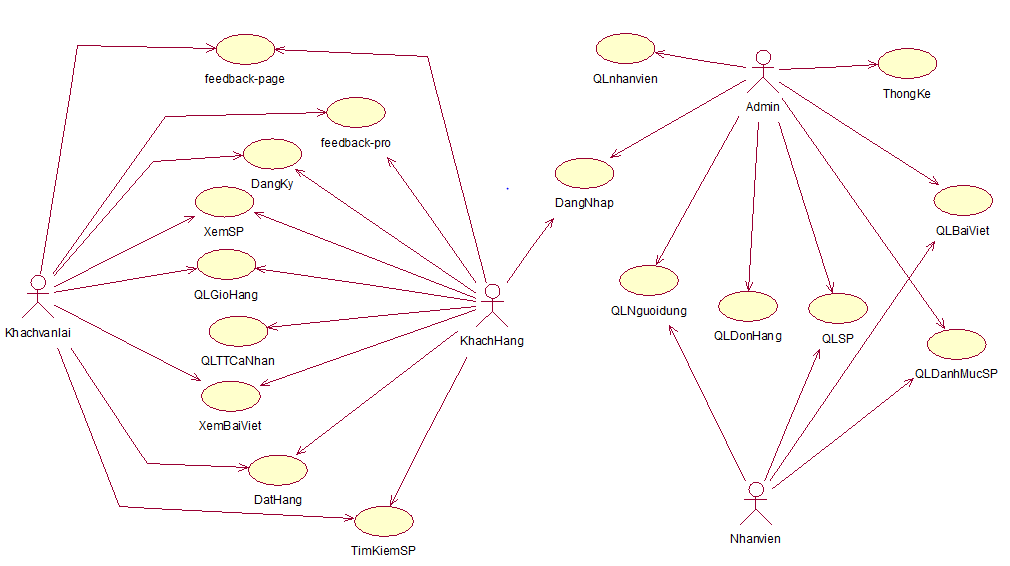 feedback-page
QLnhanvien
ThongKe
Admin
feedback-pro
DangKy
DangNhap
XemSP
QLBaiViet
QLGioHang
QLNguoidung
Khachvanlai
KhachHang
QLDonHang
QLSP
QLTTCaNhan
QLDanhMucSP
XemBaiViet
DatHang
Nhanvien
TimKiemSP